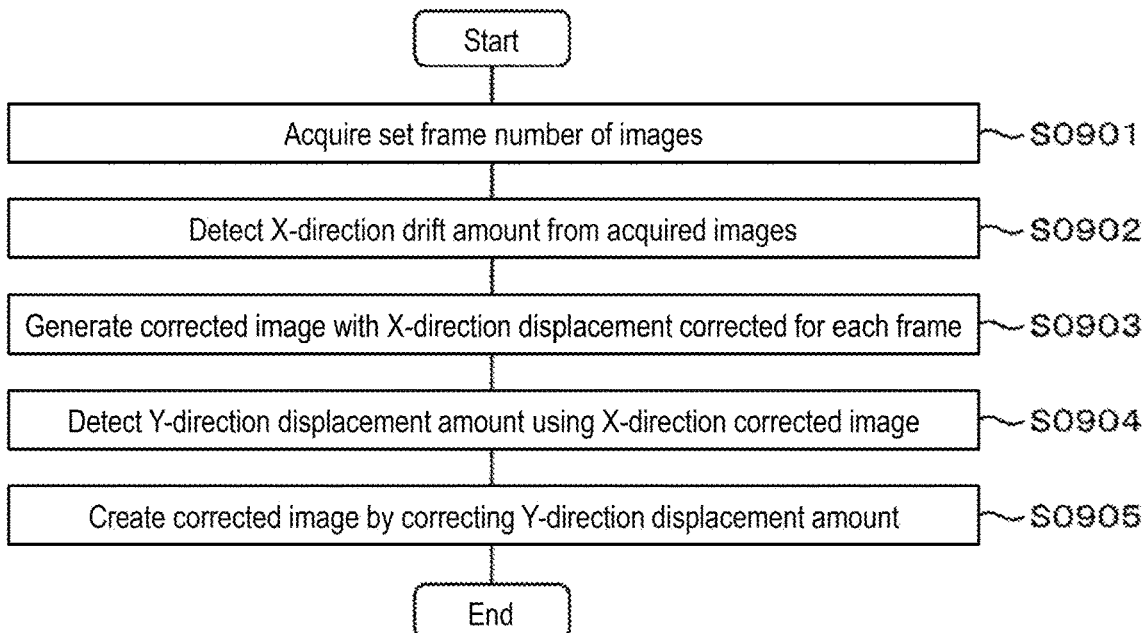 Start
Acquire set frame number of images
S0901
Detect X-direction drift amount from acquired images
S0902
Generate corrected image with X-direction displacement corrected for each frame
S0903
Detect Y-direction displacement amount using X-direction corrected image
S0904
Create corrected image by correcting Y-direction displacement amount
S0905
End